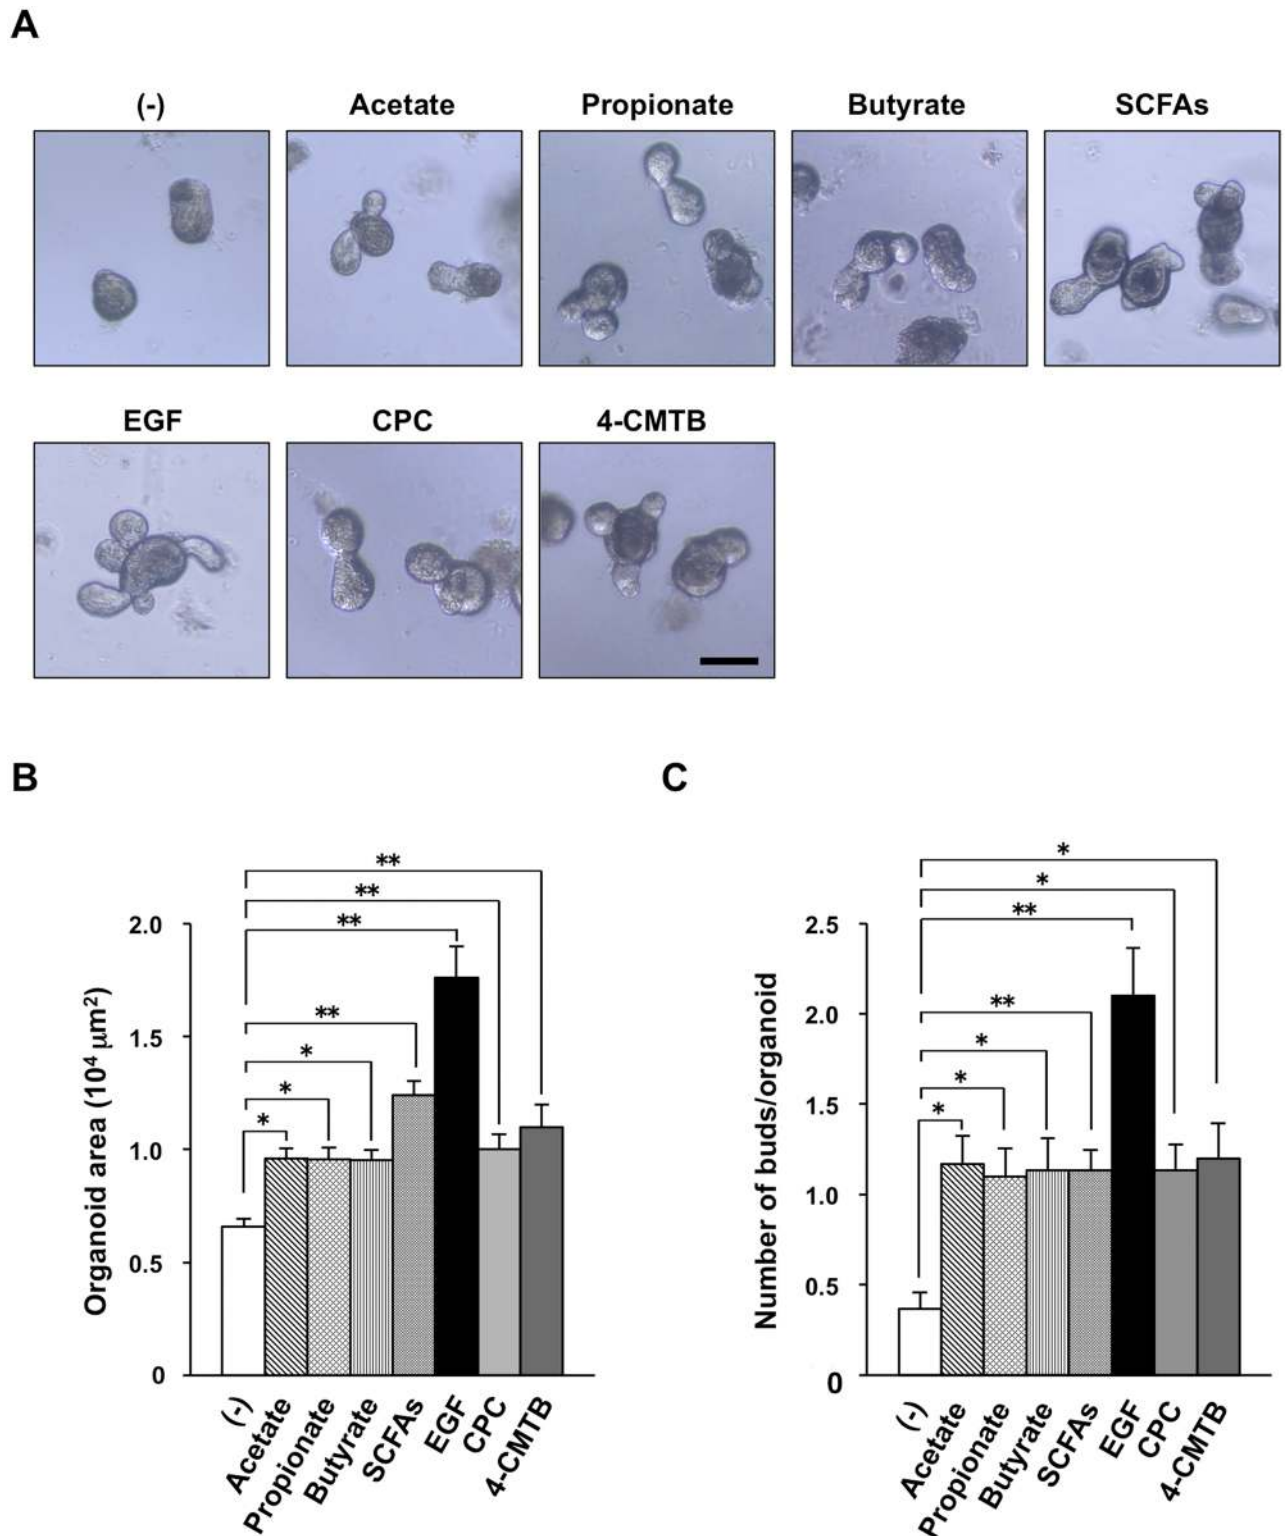 A
(-) Acetate Propionate Butyrate SCFAs
EGF CPC 4-CMTB
B
Organoid area (10⁴ μm²)
**
**
**
**
*
*
*
2.0
1.5
1.0
0.5
0
(-)
Acetate
Propionate
Butyrate
SCFAs
EGF
CPC
4-CMTB
C
Number of buds/organoid
*
*
**
**
*
*
*
2.5
2.0
1.5
1.0
0.5
0
(-)
Acetate
Propionate
Butyrate
SCFAs
EGF
CPC
4-CMTB